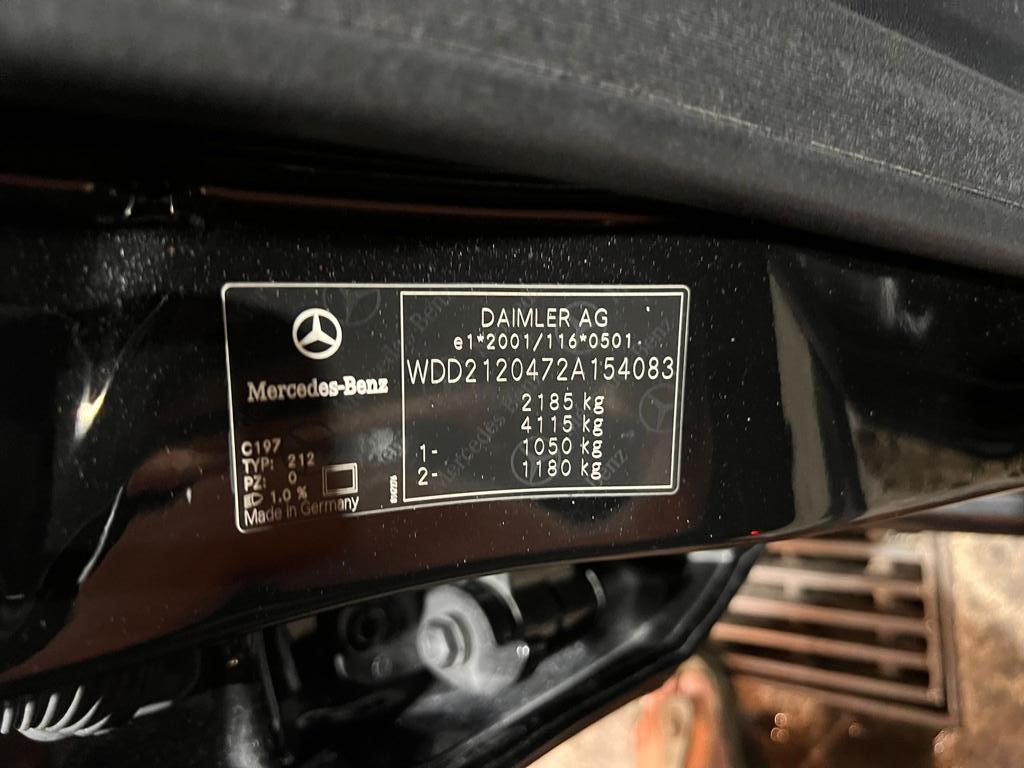 Mercedes-Benz
C197
TYP: 212
PZ: 0
1.0 %
Made in Germany
DAIMLER AG
e1*2001/116*0501
WDD2120472A154083
2185 kg
4115 kg
1- 1050 kg
2- 1180 kg